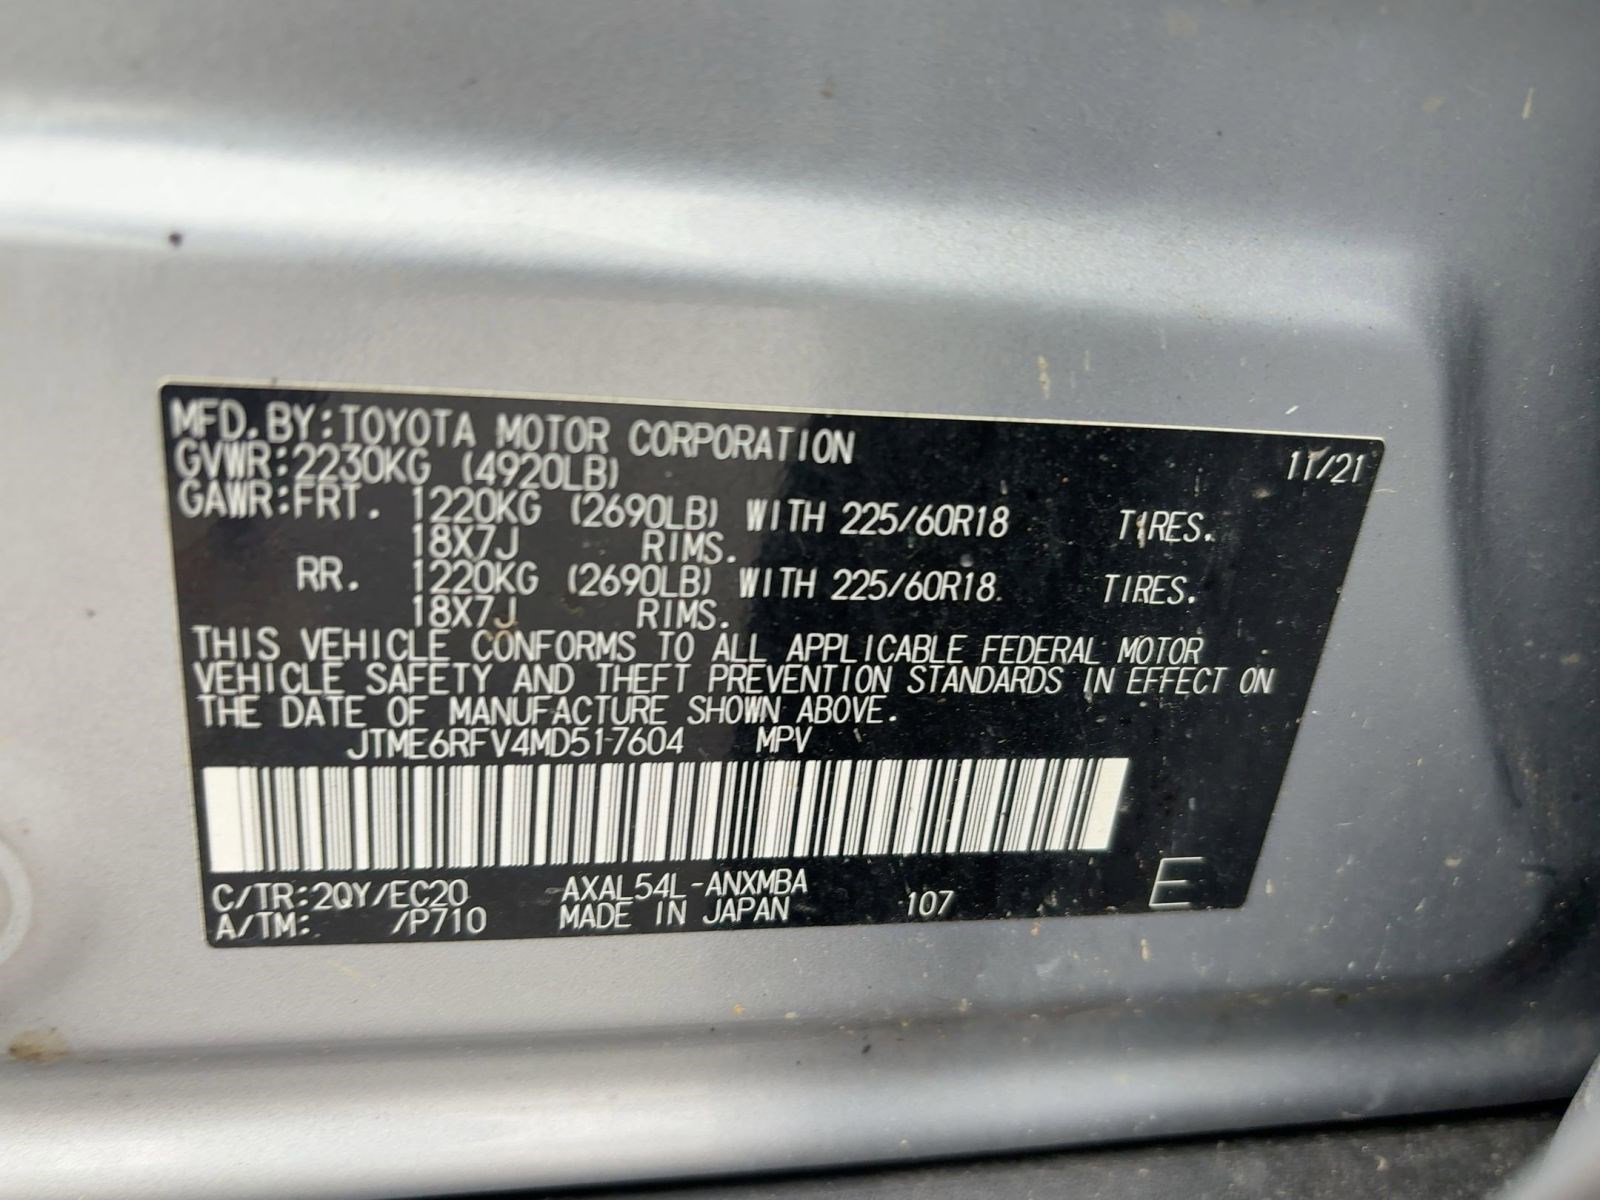 MFD. BY: TOYOTA MOTOR CORPORATION 11/21
GVWR: 2230KG (4920LB)
GAWR: FRT. 1220KG (2690LB) WITH 225/60R18 TIRES.
18X7J RIMS.
RR. 1220KG (2690LB) WITH 225/60R18 TIRES.
18X7J RIMS.
THIS VEHICLE CONFORMS TO ALL APPLICABLE FEDERAL MOTOR
VEHICLE SAFETY AND THEFT PREVENTION STANDARDS IN EFFECT ON
THE DATE OF MANUFACTURE SHOWN ABOVE.
JTME6RFV4MD517604 MPV
C/TR: 2QY/EC20 AXAL54L-ANXMBA
A/TM: /P710 MADE IN JAPAN 107 E